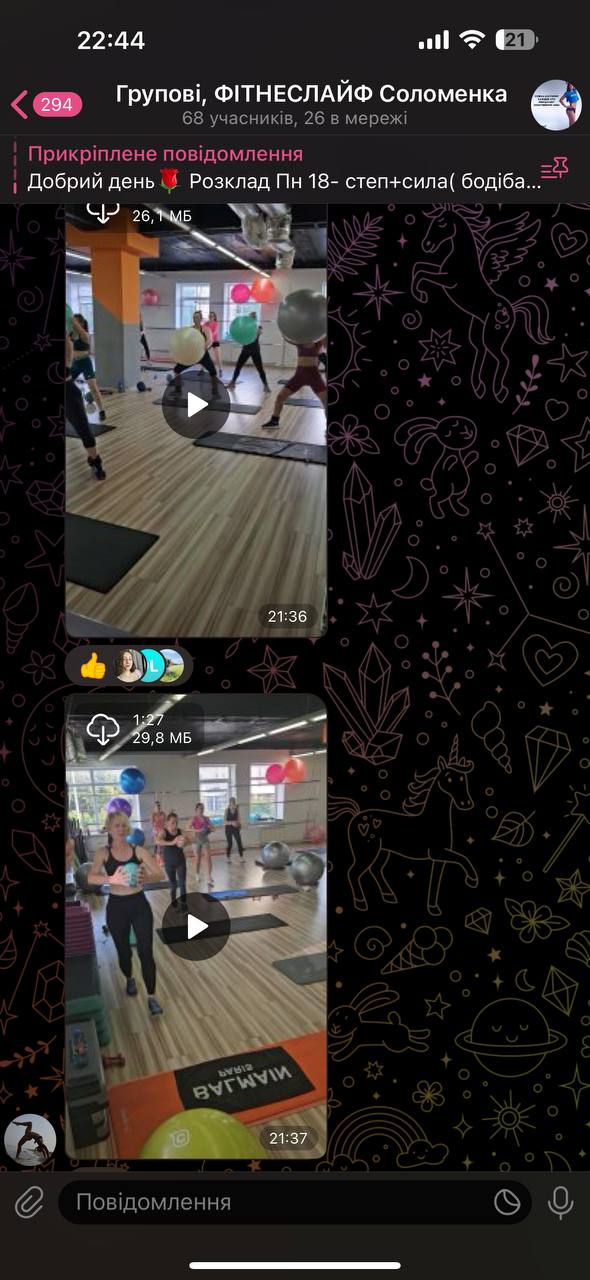 22:44
21
294
Групові, ФІТНЕСЛАЙФ Соломенка
68 учасників, 26 в мережі
Прикріплене повідомлення
Добрий день🌹 Розклад Пн 18- степ+сила( бодіба...
26,1 МБ
21:36
👍 L
1:27
29,8 МБ
BALMAIN
PARIS
21:37
Повідомлення